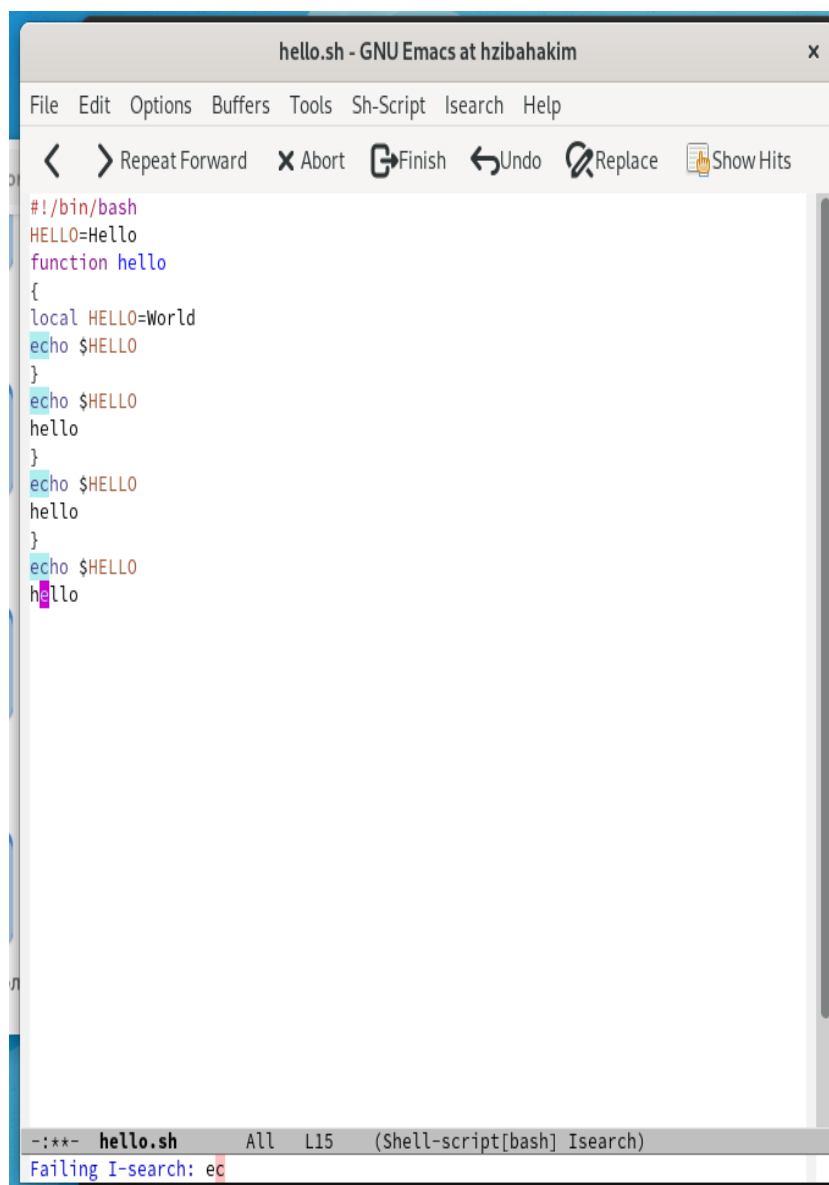 hello.sh - GNU Emacs at hzibahakim x
File Edit Options Buffers Tools Sh-Script Isearch Help
Repeat Forward Abort Finish Undo Replace Show Hits
#!/bin/bash
HELLO=Hello
function hello
{
local HELLO=World
echo $HELLO
}
echo $HELLO
hello
}
echo $HELLO
hello
}
echo $HELLO
hello
-:**- hello.sh All L15 (Shell-script[bash] Isearch)
Failing I-search: ec